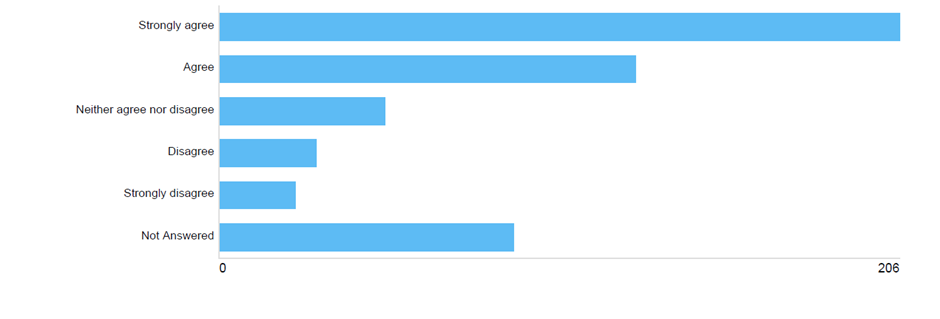 Strongly agree
Agree
Neither agree nor disagree
Disagree
Strongly disagree
Not Answered
0 206